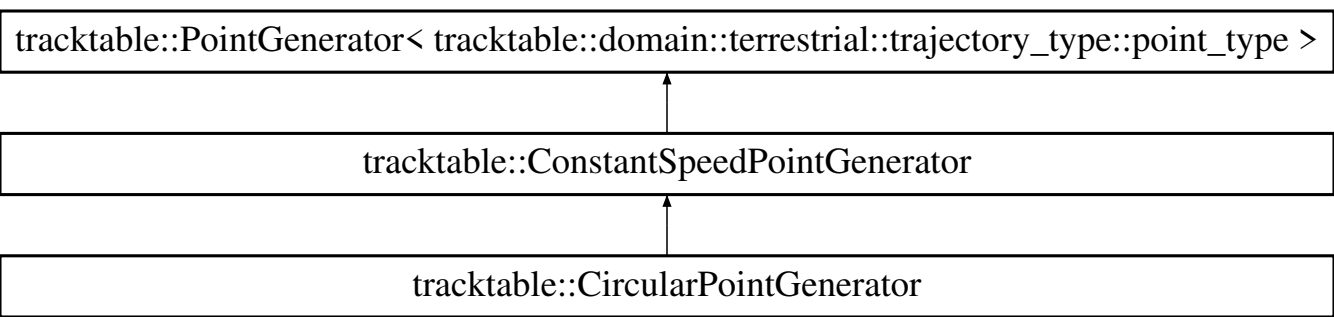 tracktable::PointGenerator< tracktable::domain::terrestrial::trajectory_type::point_type >
tracktable::ConstantSpeedPointGenerator
tracktable::CircularPointGenerator